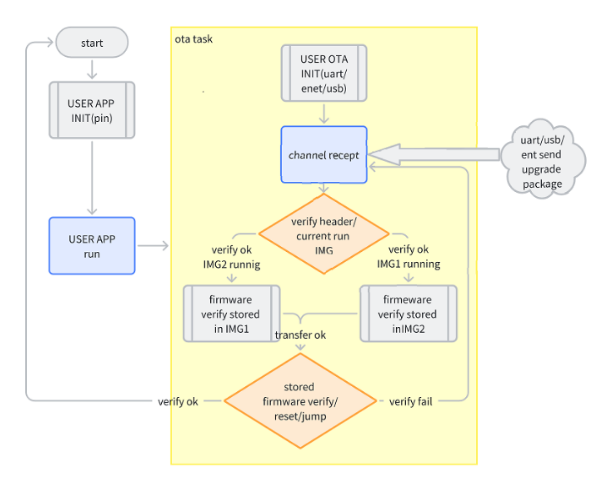 start
ota task
USER APP
INIT(pin)
USER OTA
INIT(uart/
enet/usb)
channel recept
uart/usb/
ent send
upgrade
package
USER APP
run
verify header/
current run
IMG
verify ok
IMG2 runnig
verify ok
IMG1 running
firmware
verify stored
in IMG1
firmeware
verify stored
inIMG2
transfer ok
stored
firmware verify/
reset/jump
verify ok
verify fail